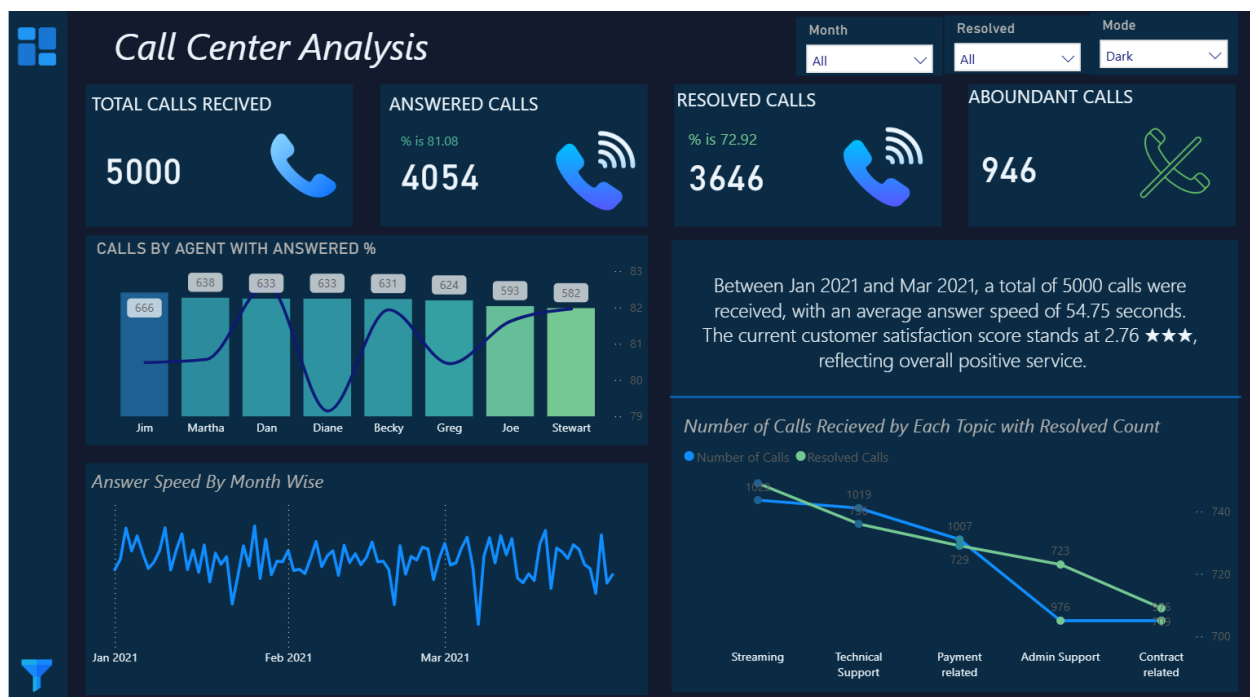 Call Center Analysis
Month
All
Resolved
All
Mode
Dark
TOTAL CALLS RECIVED
5000
ANSWERED CALLS
% is 81.08
4054
RESOLVED CALLS
% is 72.92
3646
ABOUNDANT CALLS
946
CALLS BY AGENT WITH ANSWERED %
666
638
633
633
631
624
593
582
83
82
81
80
79
Jim Martha Dan Diane Becky Greg Joe Stewart
Between Jan 2021 and Mar 2021, a total of 5000 calls were
received, with an average answer speed of 54.75 seconds.
The current customer satisfaction score stands at 2.76 ★★★,
reflecting overall positive service.
Answer Speed By Month Wise
Jan 2021 Feb 2021 Mar 2021
Number of Calls Recieved by Each Topic with Resolved Count
Number of Calls Resolved Calls
1019
1007
729
723
976
740
720
700
Streaming
Technical
Support
Payment
related
Admin Support
Contract
related